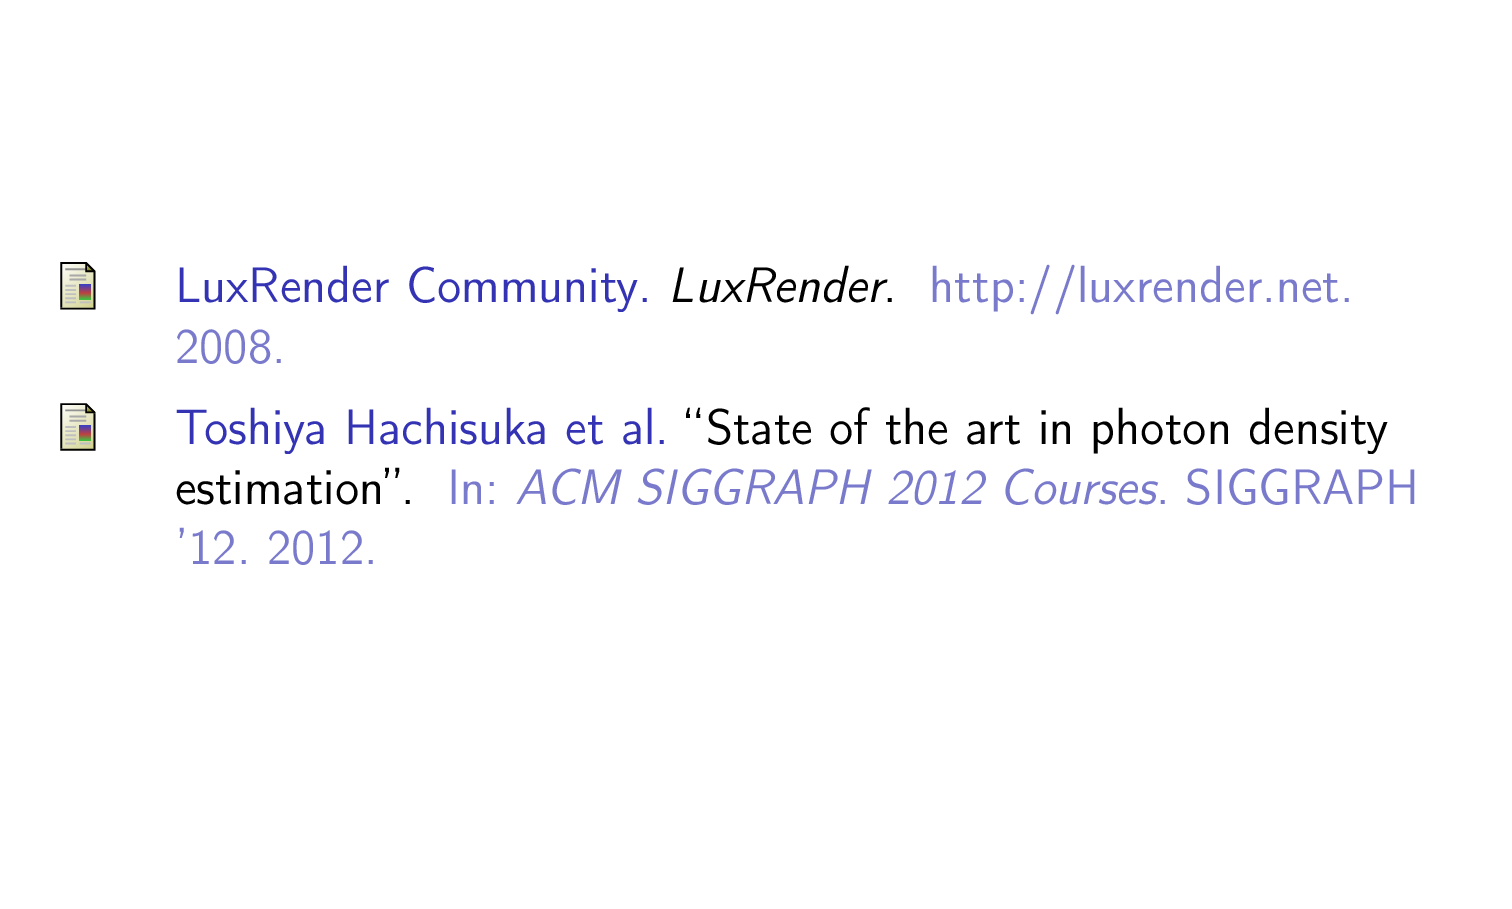 LuxRender Community. LuxRender. http://luxrender.net.
2008.
Toshiya Hachisuka et al. “State of the art in photon density
estimation”. In: ACM SIGGRAPH 2012 Courses. SIGGRAPH
’12. 2012.